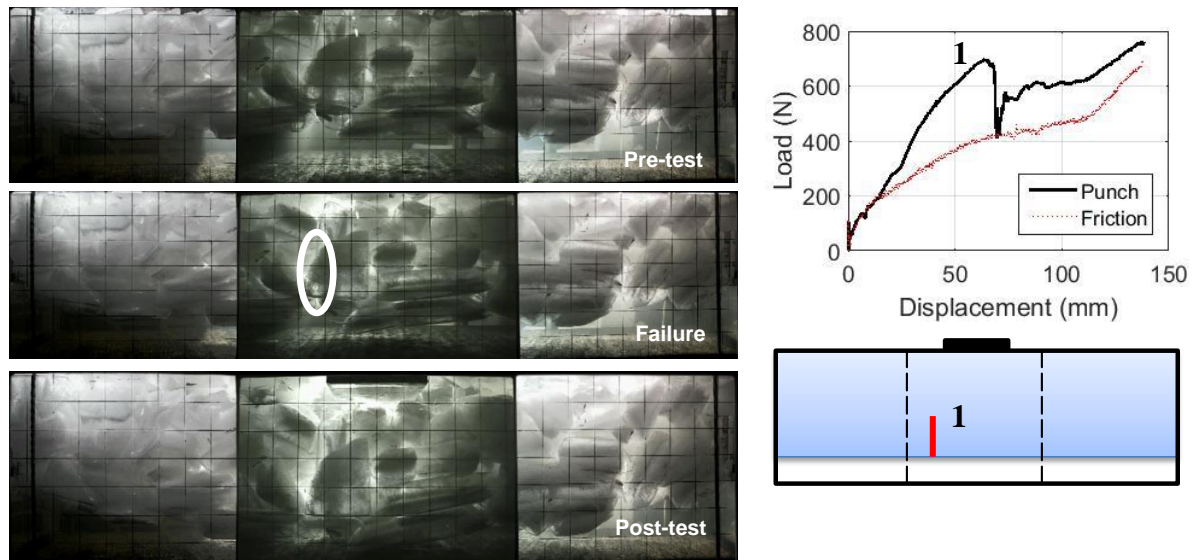 Pre-test
Failure
Post-test
800
600
400
200
0
Load (N)
1
Punch
Friction
0
50
100
150
Displacement (mm)
1